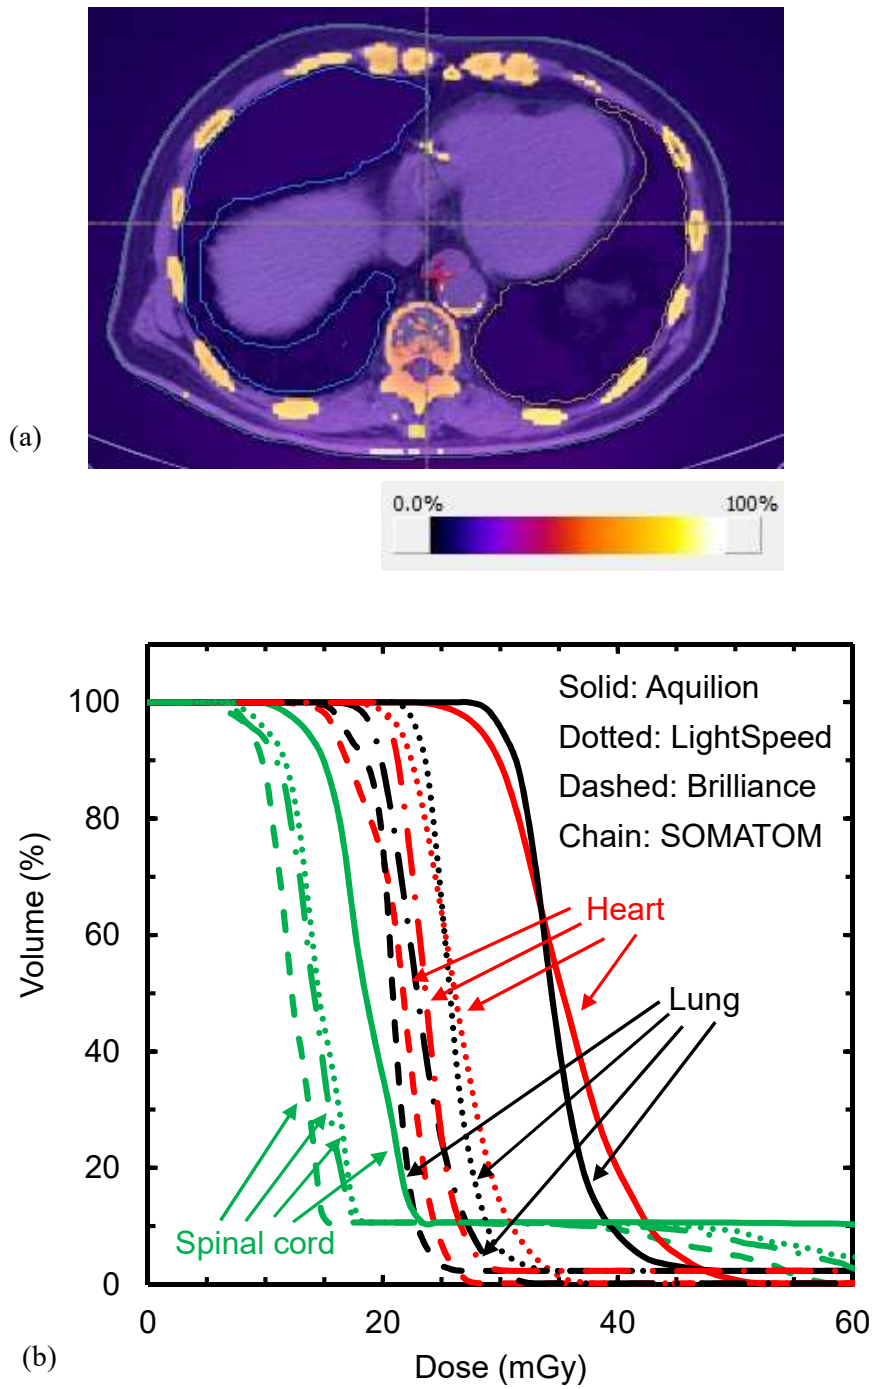 (a)
0.0% 100%
100
80
60
40
20
0
Volume (%)
Solid: Aquilion
Dotted: LightSpeed
Dashed: Brilliance
Chain: SOMATOM
Heart
Lung
Spinal cord
0 20 40 60
Dose (mGy)
(b)